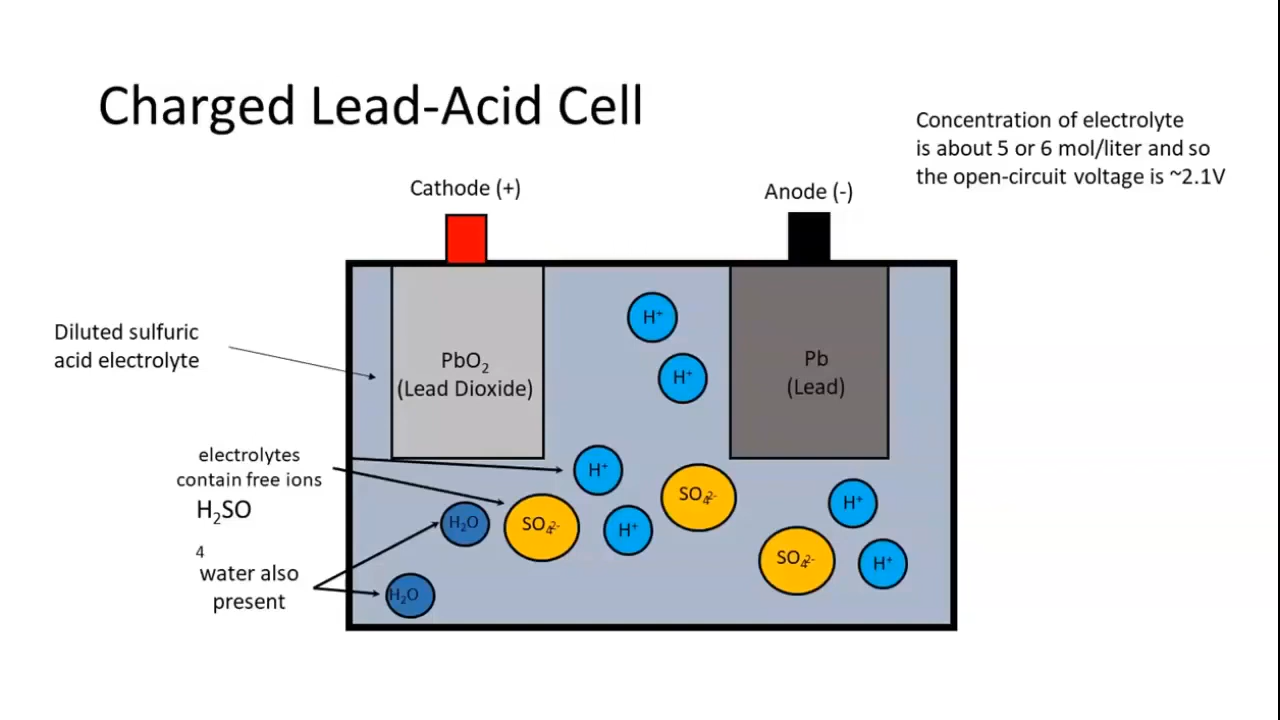 Charged Lead-Acid Cell
Concentration of electrolyte
is about 5 or 6 mol/liter and so
the open-circuit voltage is ~2.1V
Cathode (+)
Anode (-)
Diluted sulfuric
acid electrolyte
PbO₂
(Lead Dioxide)
Pb
(Lead)
H⁺
H⁺
electrolytes
contain free ions
H₂SO
4
water also
present
H⁺
SO₄²⁻
H⁺
H₂O
SO₄²⁻
H⁺
SO₄²⁻
H⁺
H₂O